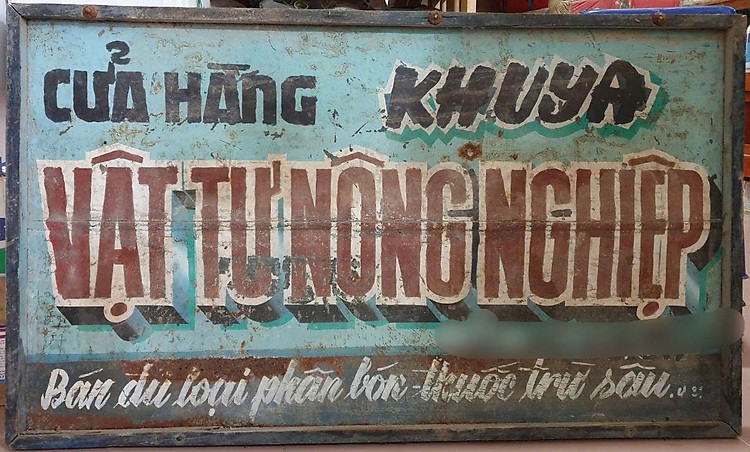 CỬA HÀNG KHUYA
VẬT TƯ NÔNG NGHIỆP
Bán đủ loại phân bón - thuốc trừ sâu...